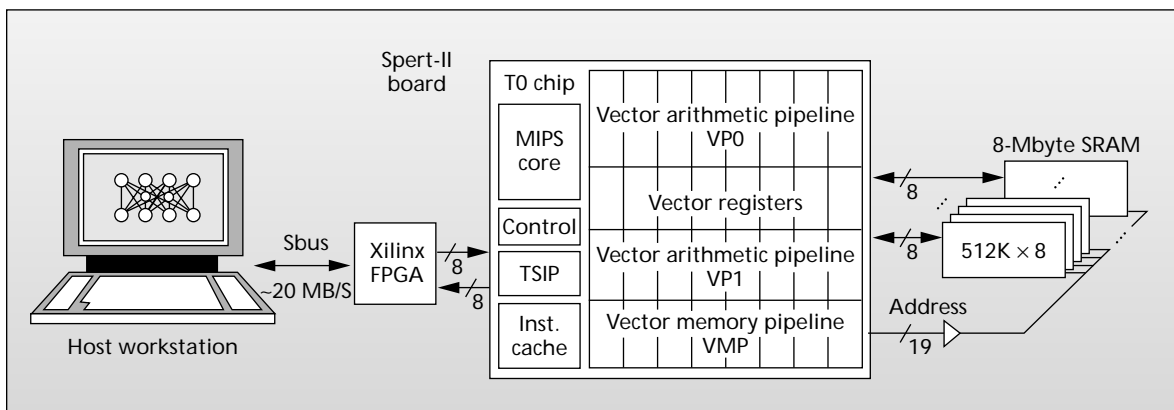 Spert-II
board
T0 chip
MIPS
core
Control
TSIP
Inst.
cache
Vector arithmetic pipeline
VP0
Vector registers
Vector arithmetic pipeline
VP1
Vector memory pipeline
VMP
Host workstation
Sbus
~20 MB/S
Xilinx
FPGA
8
8
8-Mbyte SRAM
8
8
512K × 8
Address
19